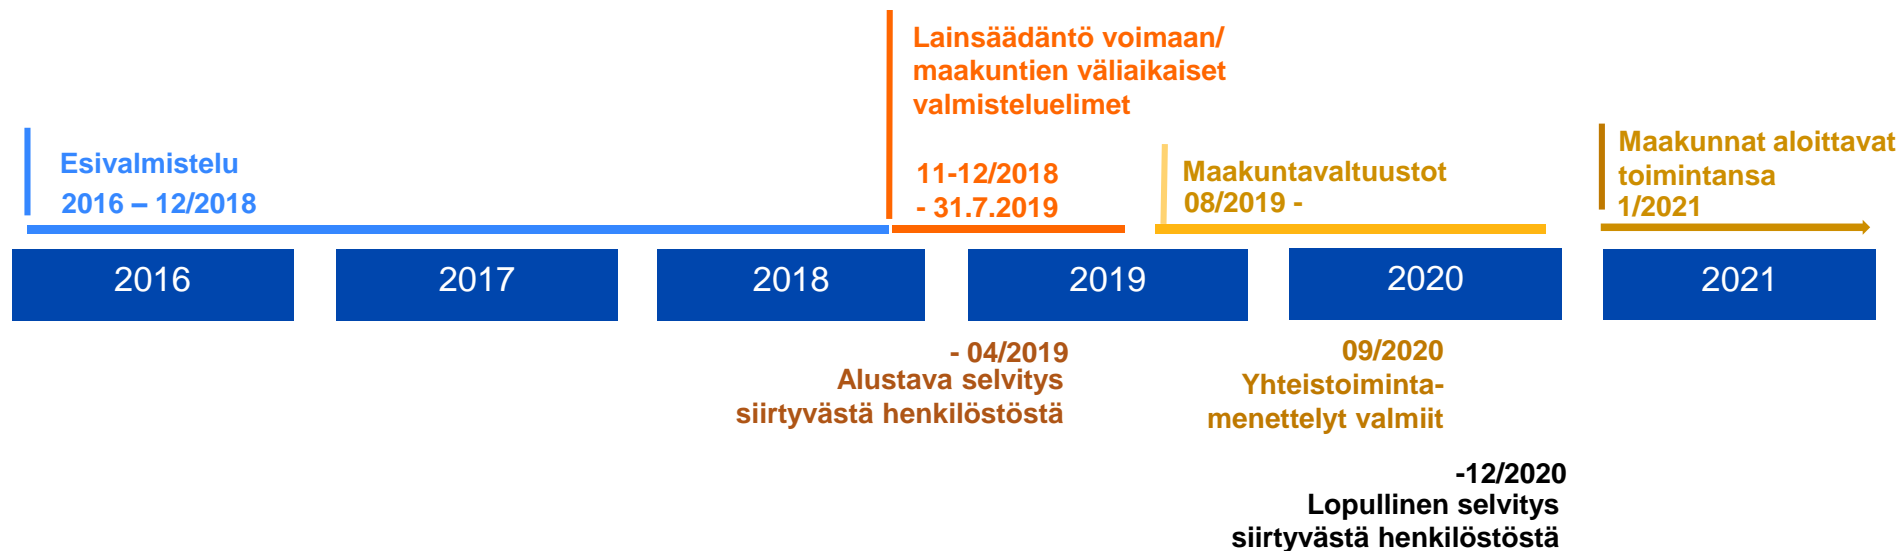 Lainsäädäntö voimaan/
maakuntien väliaikaiset
valmisteluelimet
11-12/2018
- 31.7.2019
Esivalmistelu
2016 – 12/2018
Maakuntavaltuustot
08/2019 -
Maakunnat aloittavat
toimintansa
1/2021
2016
2017
2018
2019
2020
2021
- 04/2019
Alustava selvitys
siirtyvästä henkilöstöstä
09/2020
Yhteistoiminta-
menettelyt valmiit
-12/2020
Lopullinen selvitys
siirtyvästä henkilöstöstä